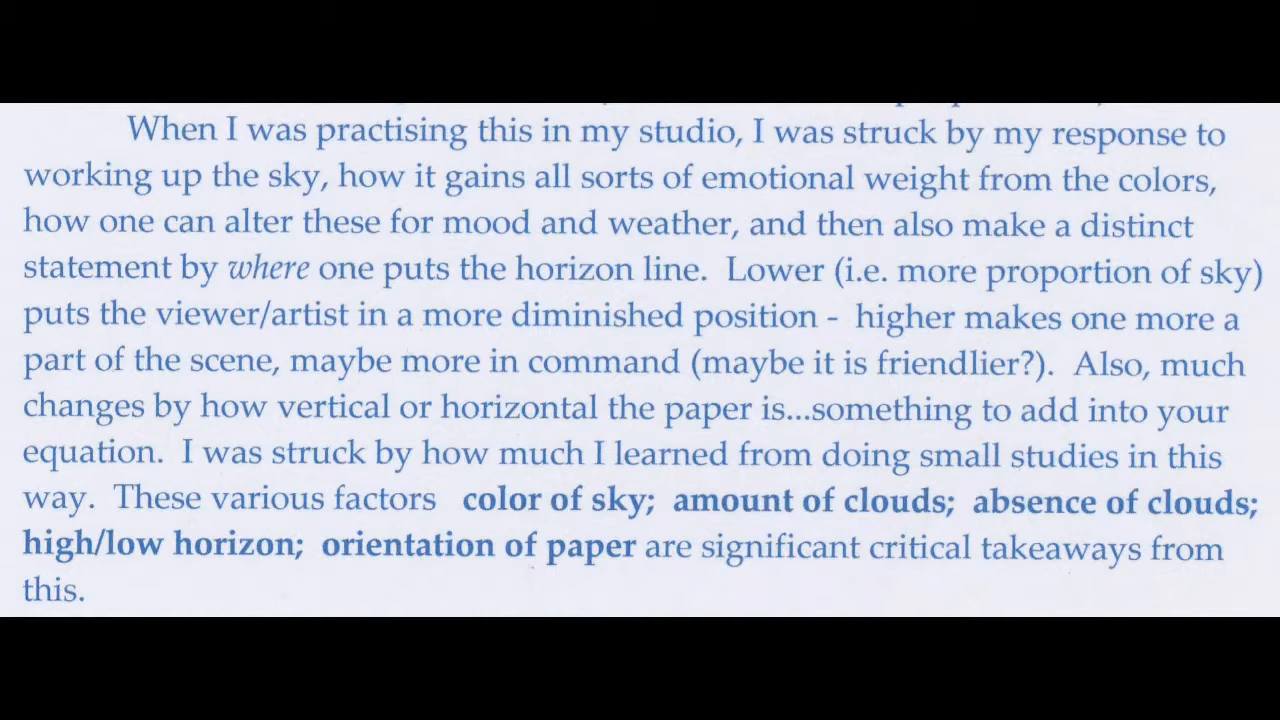 When I was practising this in my studio, I was struck by my response to
working up the sky, how it gains all sorts of emotional weight from the colors,
how one can alter these for mood and weather, and then also make a distinct
statement by where one puts the horizon line.  Lower (i.e. more proportion of sky)
puts the viewer/artist in a more diminished position -  higher makes one more a
part of the scene, maybe more in command (maybe it is friendlier?).  Also, much
changes by how vertical or horizontal the paper is...something to add into your
equation.  I was struck by how much I learned from doing small studies in this
way.  These various factors  color of sky;  amount of clouds;  absence of clouds;
high/low horizon;  orientation of paper are significant critical takeaways from
this.